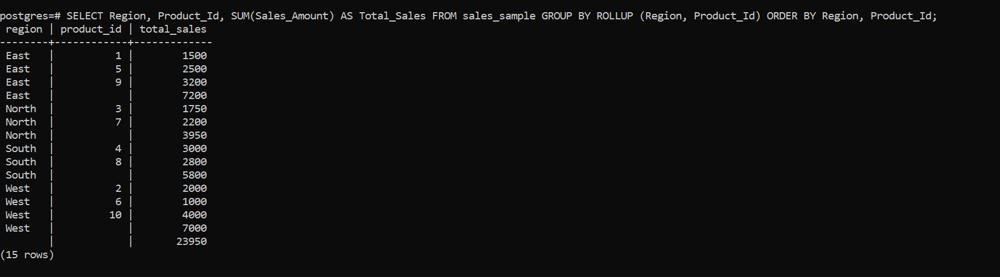 postgres=# SELECT Region, Product_Id, SUM(Sales_Amount) AS Total_Sales FROM sales_sample GROUP BY ROLLUP (Region, Product_Id) ORDER BY Region, Product_Id;
 region | product_id | total_sales
--------+------------+-------------
 East   |          1 |        1500
 East   |          5 |        2500
 East   |          9 |        3200
 East   |            |        7200
 North  |          3 |        1750
 North  |          7 |        2200
 North  |            |        3950
 South  |          4 |        3000
 South  |          8 |        2800
 South  |            |        5800
 West   |          2 |        2000
 West   |          6 |        1000
 West   |         10 |        4000
 West   |            |        7000
        |            |       23950
(15 rows)